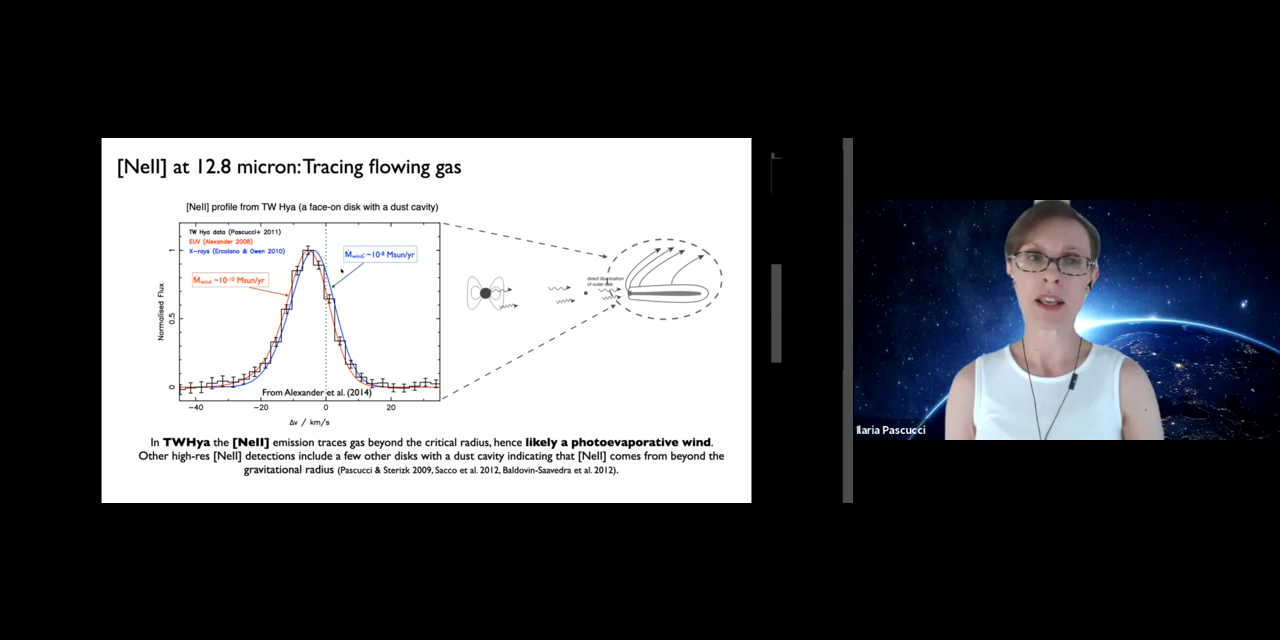 [NeII] at 12.8 micron: Tracing flowing gas
[NeII] profile from TW Hya (a face-on disk with a dust cavity)
TW Hya data (Pascucci+ 2011)
EUV (Alexander 2008)
X-rays (Ercolano & Owen 2010)
Ṁwind ~10-10 Msun/yr
Ṁwind ~10-8 Msun/yr
Normalised Flux
1
0.5
0
From Alexander et al. (2014)
−40 −20 0 20
Δv / km/s
direct illumination
of outer disk
In TWHya the [NeII] emission traces gas beyond the critical radius, hence likely a photoevaporative wind.
Other high-res [NeII] detections include a few other disks with a dust cavity indicating that [NeII] comes from beyond the
gravitational radius (Pascucci & Sterizk 2009, Sacco et al. 2012, Baldovin-Saavedra et al. 2012).
Ilaria Pascucci